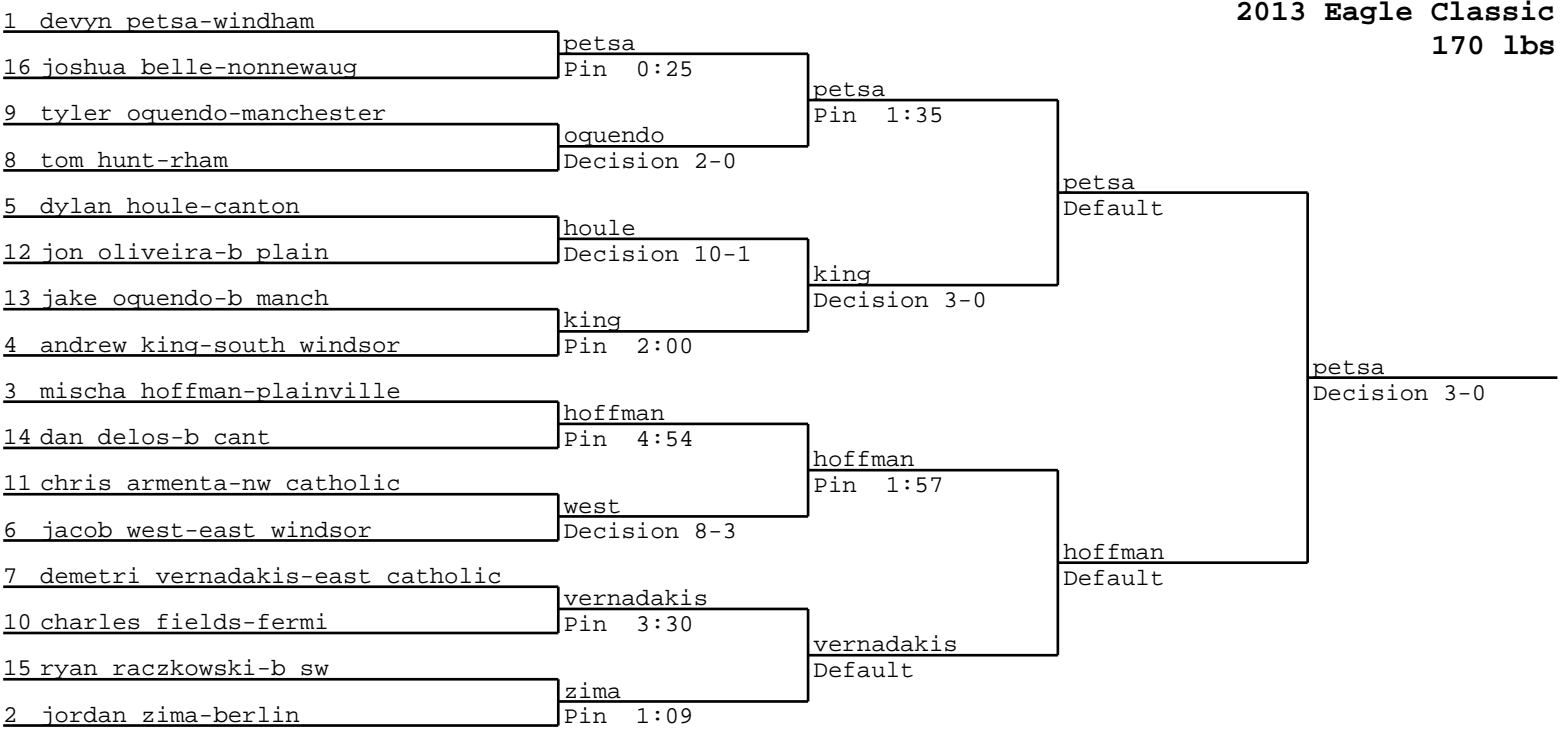 2013 Eagle Classic
170 lbs
1 devyn petsa-windham
16 joshua belle-nonnewaug
9 tyler oquendo-manchester
8 tom hunt-rham
5 dylan houle-canton
12 jon oliveira-b plain
13 jake oquendo-b manch
4 andrew king-south windsor
3 mischa hoffman-plainville
14 dan delos-b cant
11 chris armenta-nw catholic
6 jacob west-east windsor
7 demetri vernadakis-east catholic
10 charles fields-fermi
15 ryan raczkowski-b sw
2 jordan zima-berlin
petsa
Pin 0:25
oquendo
Decision 2-0
houle
Decision 10-1
king
Pin 2:00
hoffman
Pin 4:54
west
Decision 8-3
vernadakis
Pin 3:30
zima
Pin 1:09
petsa
Pin 1:35
king
Decision 3-0
hoffman
Pin 1:57
vernadakis
Default
petsa
Default
hoffman
Default
petsa
Decision 3-0